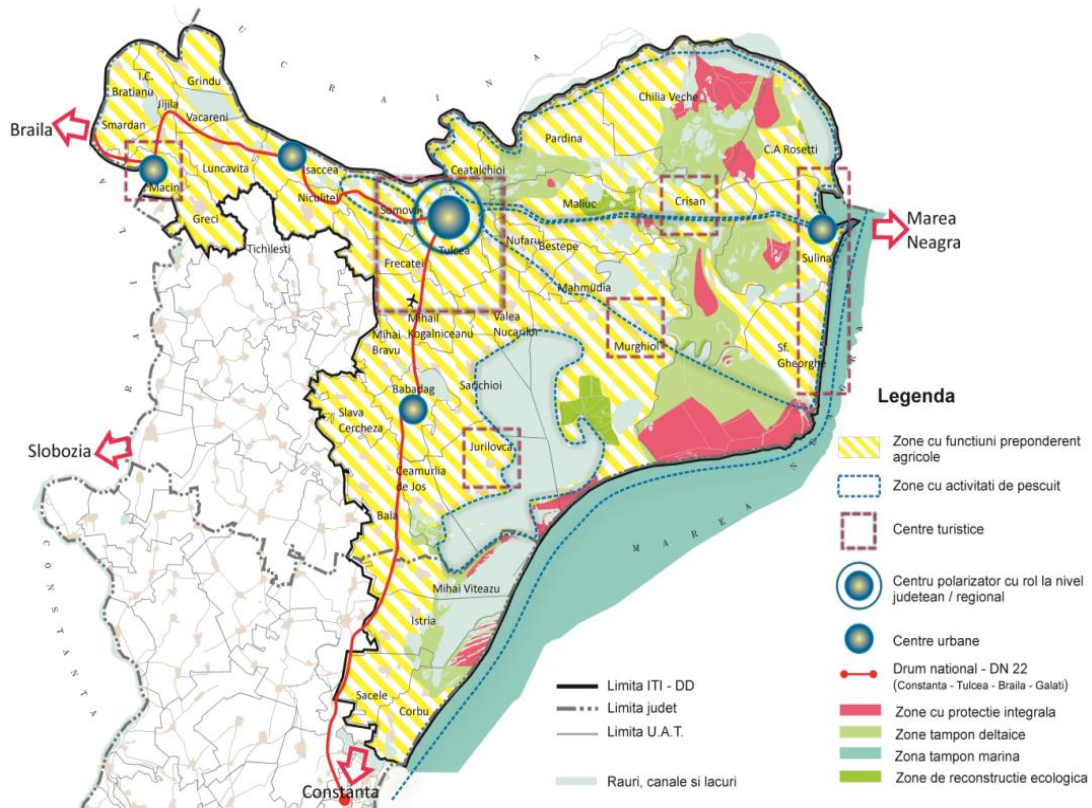 U C R A I N A
I.C.
Bratianu
Grindu
Jijila
Vacareni
Smardan
Braila
Macin
Luncavita
Isaccea
Niculitel
Greci
Tichilesti
Somova
Ceatalchioi
Tulcea
Frecatei
Pardina
Chilia Veche
C.A Rosetti
Maliuc
Crisan
Nufaru
Bestepe
Mahmudia
Sulina
Marea
Neagra
Mihail
Kogalniceanu
Mihai
Bravu
Valea
Nucarilor
Murghiol
Sf.
Gheorghe
Babadag
Sarichioi
Slava
Cercheza
Jurilovca
Ceamurlia
de Jos
Baia
Slobozia
Mihai Viteazu
Istria
Sacele
Corbu
Constanta
C O N S T A N T A
M A R E A
Legenda
Zone cu functiuni preponderent
agricole
Zone cu activitati de pescuit
Centre turistice
Centru polarizator cu rol la nivel
judetean / regional
Centre urbane
Drum national - DN 22
(Constanta - Tulcea - Braila - Galati)
Zone cu protectie integrala
Zone tampon deltaice
Zona tampon marina
Zone de reconstructie ecologica
Limita ITI - DD
Limita judet
Limita U.A.T.
Rauri, canale si lacuri